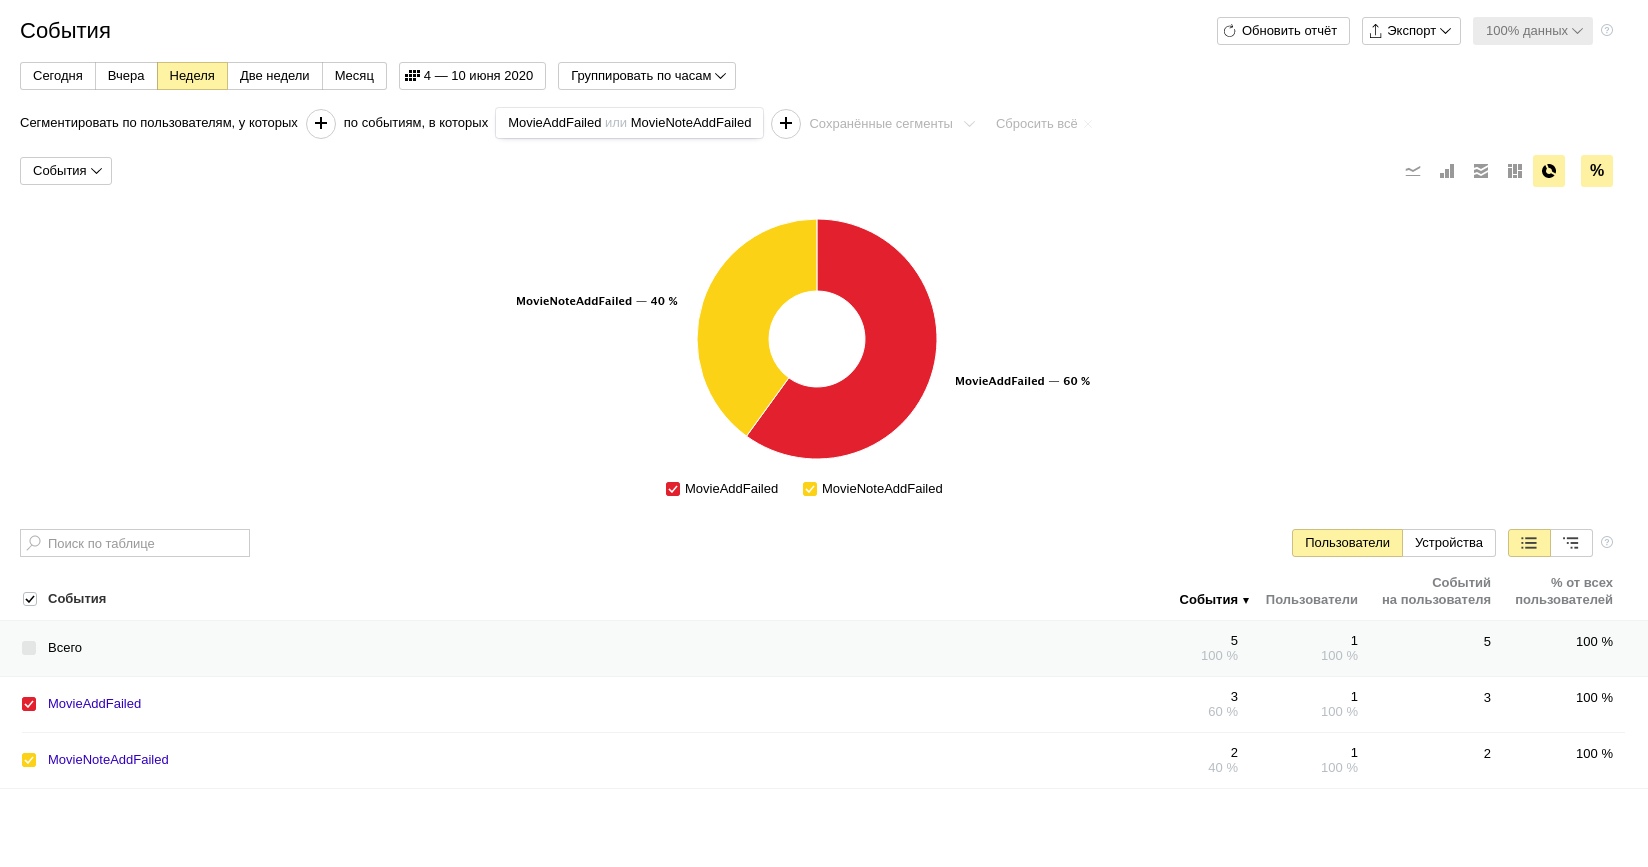 События
Обновить отчёт
Экспорт
100% данных
?
Сегодня
Вчера
Неделя
Две недели
Месяц
4 — 10 июня 2020
Группировать по часам
Сегментировать по пользователям, у которых + по событиям, в которых MovieAddFailed или MovieNoteAddFailed + Сохранённые сегменты Сбросить всё ×
События
%
MovieNoteAddFailed — 40 %
MovieAddFailed — 60 %
MovieAddFailed
MovieNoteAddFailed
Поиск по таблице
Пользователи
Устройства
?
События
События ▼
Пользователи
Событий
на пользователя
% от всех
пользователей
Всего
5
100 %
1
100 %
5
100 %
MovieAddFailed
3
60 %
1
100 %
3
100 %
MovieNoteAddFailed
2
40 %
1
100 %
2
100 %